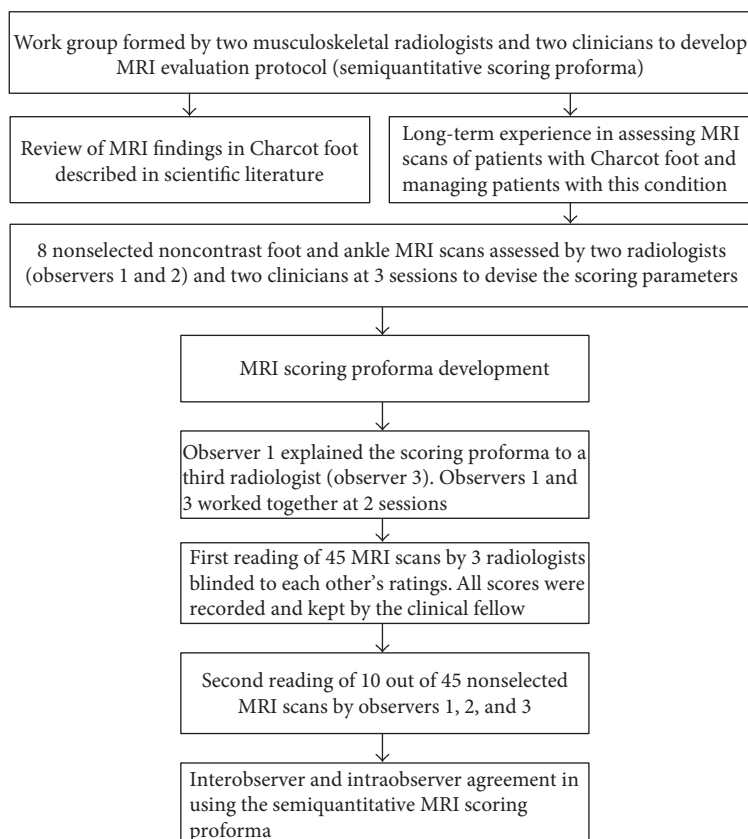 Work group formed by two musculoskeletal radiologists and two clinicians to develop
MRI evaluation protocol (semiquantitative scoring proforma)
Review of MRI findings in Charcot foot
described in scientific literature
Long-term experience in assessing MRI
scans of patients with Charcot foot and
managing patients with this condition
8 nonselected noncontrast foot and ankle MRI scans assessed by two radiologists
(observers 1 and 2) and two clinicians at 3 sessions to devise the scoring parameters
MRI scoring proforma development
Observer 1 explained the scoring proforma to a
third radiologist (observer 3). Observers 1 and
3 worked together at 2 sessions
First reading of 45 MRI scans by 3 radiologists
blinded to each other's ratings. All scores were
recorded and kept by the clinical fellow
Second reading of 10 out of 45 nonselected
MRI scans by observers 1, 2, and 3
Interobserver and intraobserver agreement in
using the semiquantitative MRI scoring
proforma